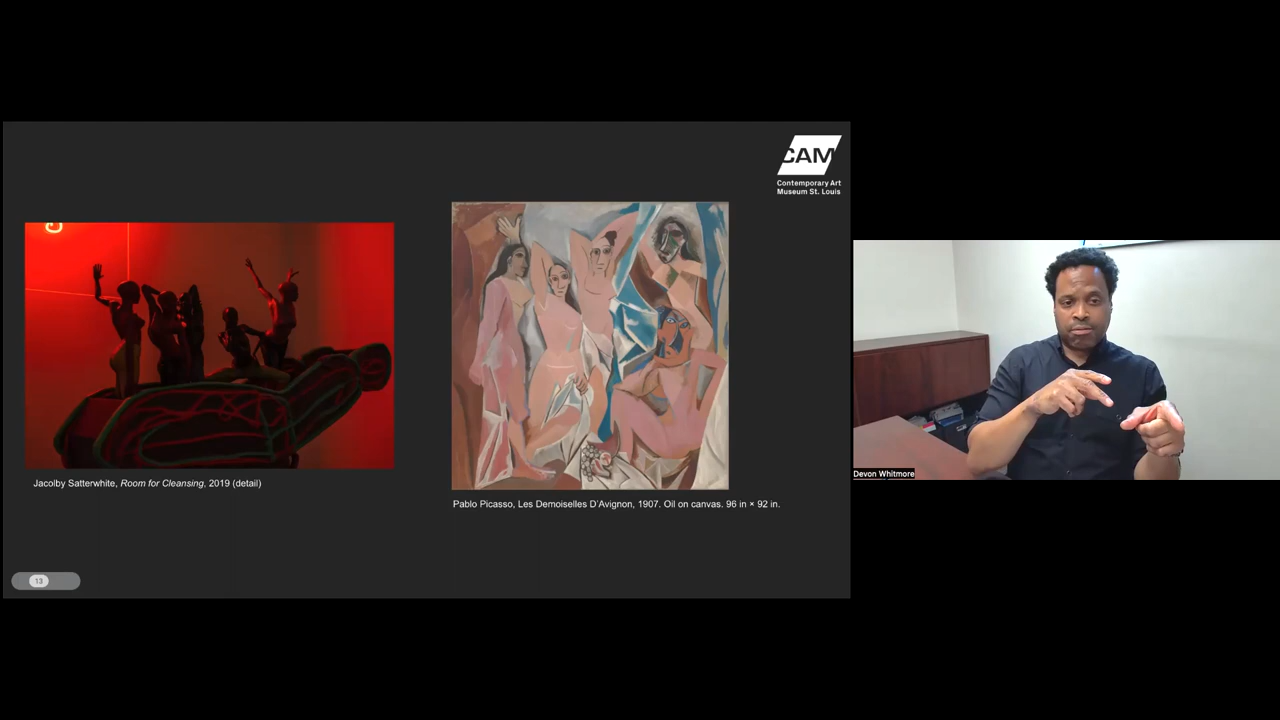 CAM
Contemporary Art
Museum St. Louis
Jacolby Satterwhite, Room for Cleansing, 2019 (detail)
Pablo Picasso, Les Demoiselles D'Avignon, 1907. Oil on canvas. 96 in × 92 in.
13
Devon Whitmore